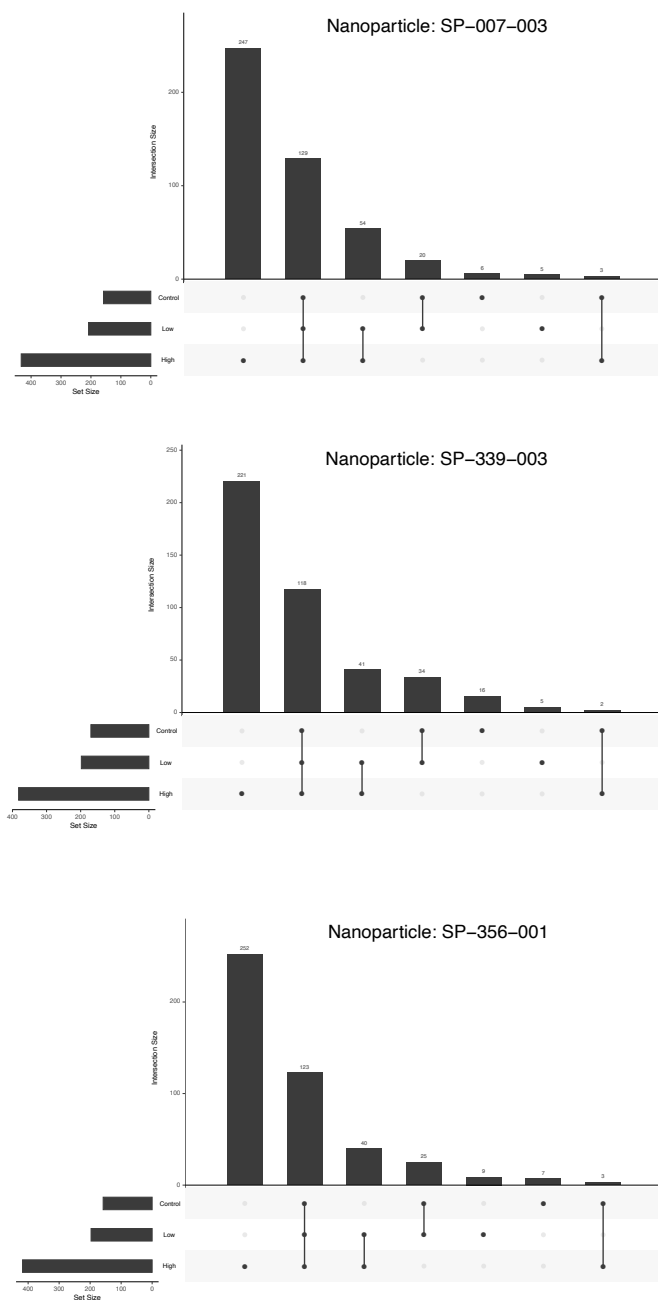 Nanoparticle: SP−007−003
247
200
129
Intersection Size
100
54
20
6
5
3
0
Control
Low
High
400 300 200 100 0
Set Size
Nanoparticle: SP−339−003
250
221
200
150
Intersection Size
118
100
50
41
34
16
5
2
0
Control
Low
High
400 300 200 100 0
Set Size
Nanoparticle: SP−356−001
252
200
Intersection Size
123
100
40
25
9
7
3
0
Control
Low
High
400 300 200 100 0
Set Size